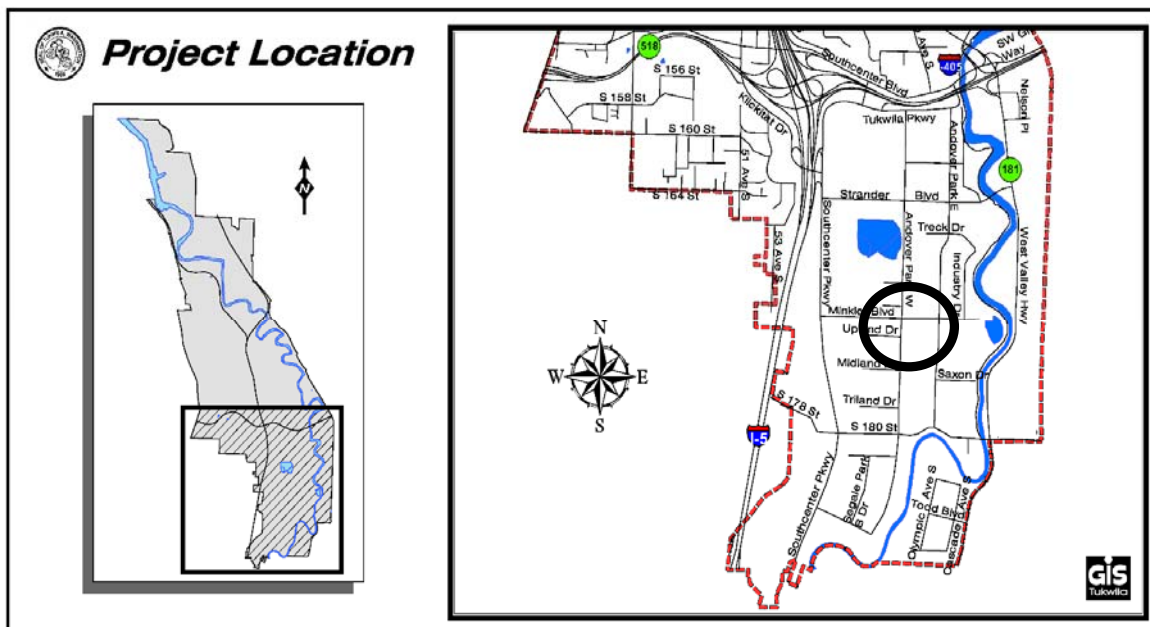 Project Location
N
518
S 156 St
S 158 St
S 160 St
S 164 St
51 Ave S
53 Ave S
Klickitat Dr
Southcenter Blvd
Ave S
I-405
SW G
Way
Nelson Pl
Tukwila Pkwy
Andover Park E
181
Strander Blvd
Treck Dr
Southcenter Pkwy
Andover Park W
Industry Dr
West Valley Hwy
Minkler Blvd
Upland Dr
Midland
Saxon Dr
Triland Dr
S 178 St
S 180 St
N
W
E
S
I-5
Southcenter Pkwy
Segale Park
B Dr
Olympic Ave S
Todd Blvd
Cascade Ave S
GIS
Tukwila